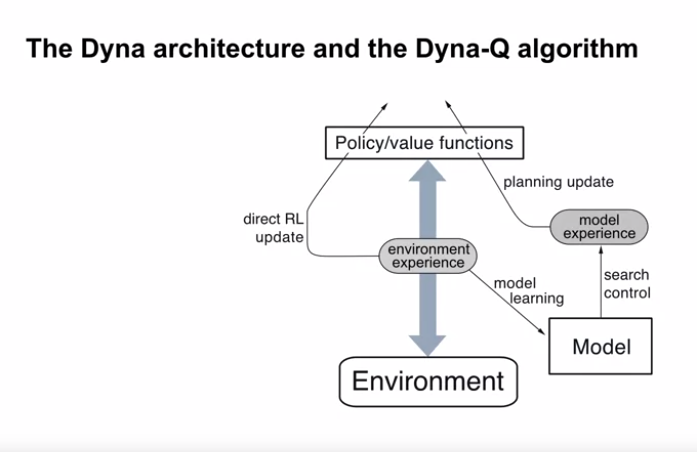 The Dyna architecture and the Dyna-Q algorithm
Policy/value functions
planning update
direct RL
update
model
experience
environment
experience
model
learning
search
control
Model
Environment